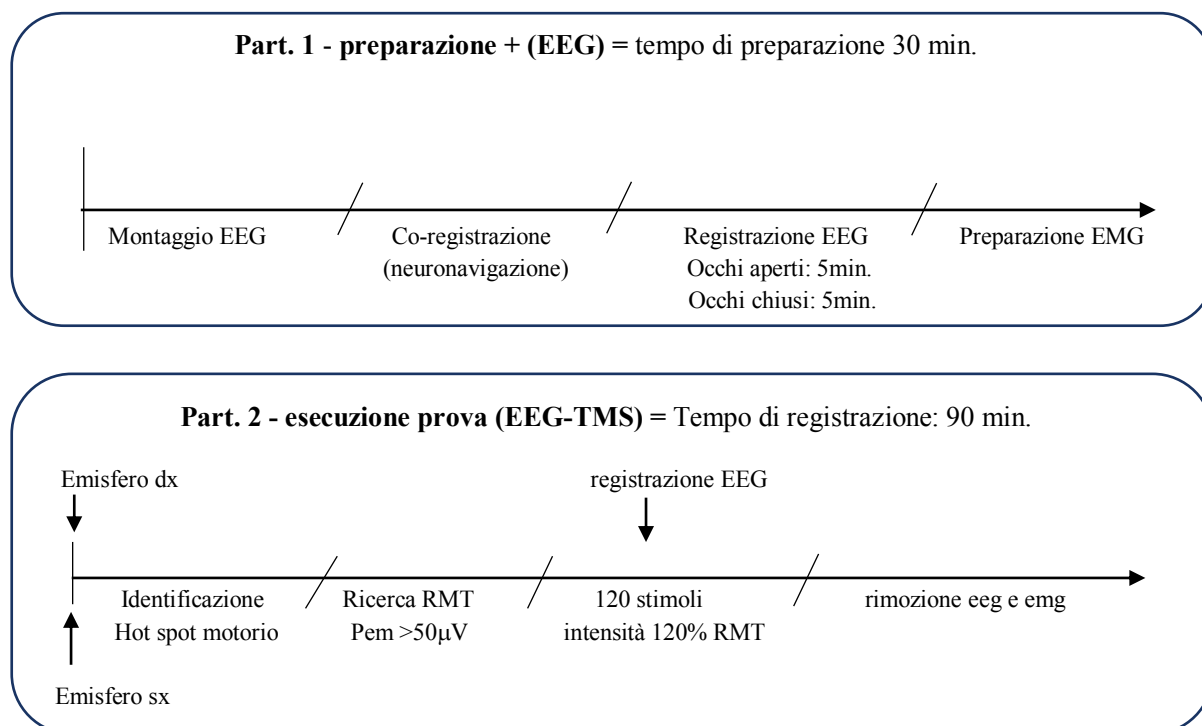 Part. 1 - preparazione + (EEG) = tempo di preparazione 30 min.
Montaggio EEG
Co-registrazione
(neuronavigazione)
Registrazione EEG
Occhi aperti: 5min.
Occhi chiusi: 5min.
Preparazione EMG
Part. 2 - esecuzione prova (EEG-TMS) = Tempo di registrazione: 90 min.
Emisfero dx
registrazione EEG
Identificazione
Hot spot motorio
Ricerca RMT
Pem >50µV
120 stimoli
intensità 120% RMT
rimozione eeg e emg
Emisfero sx